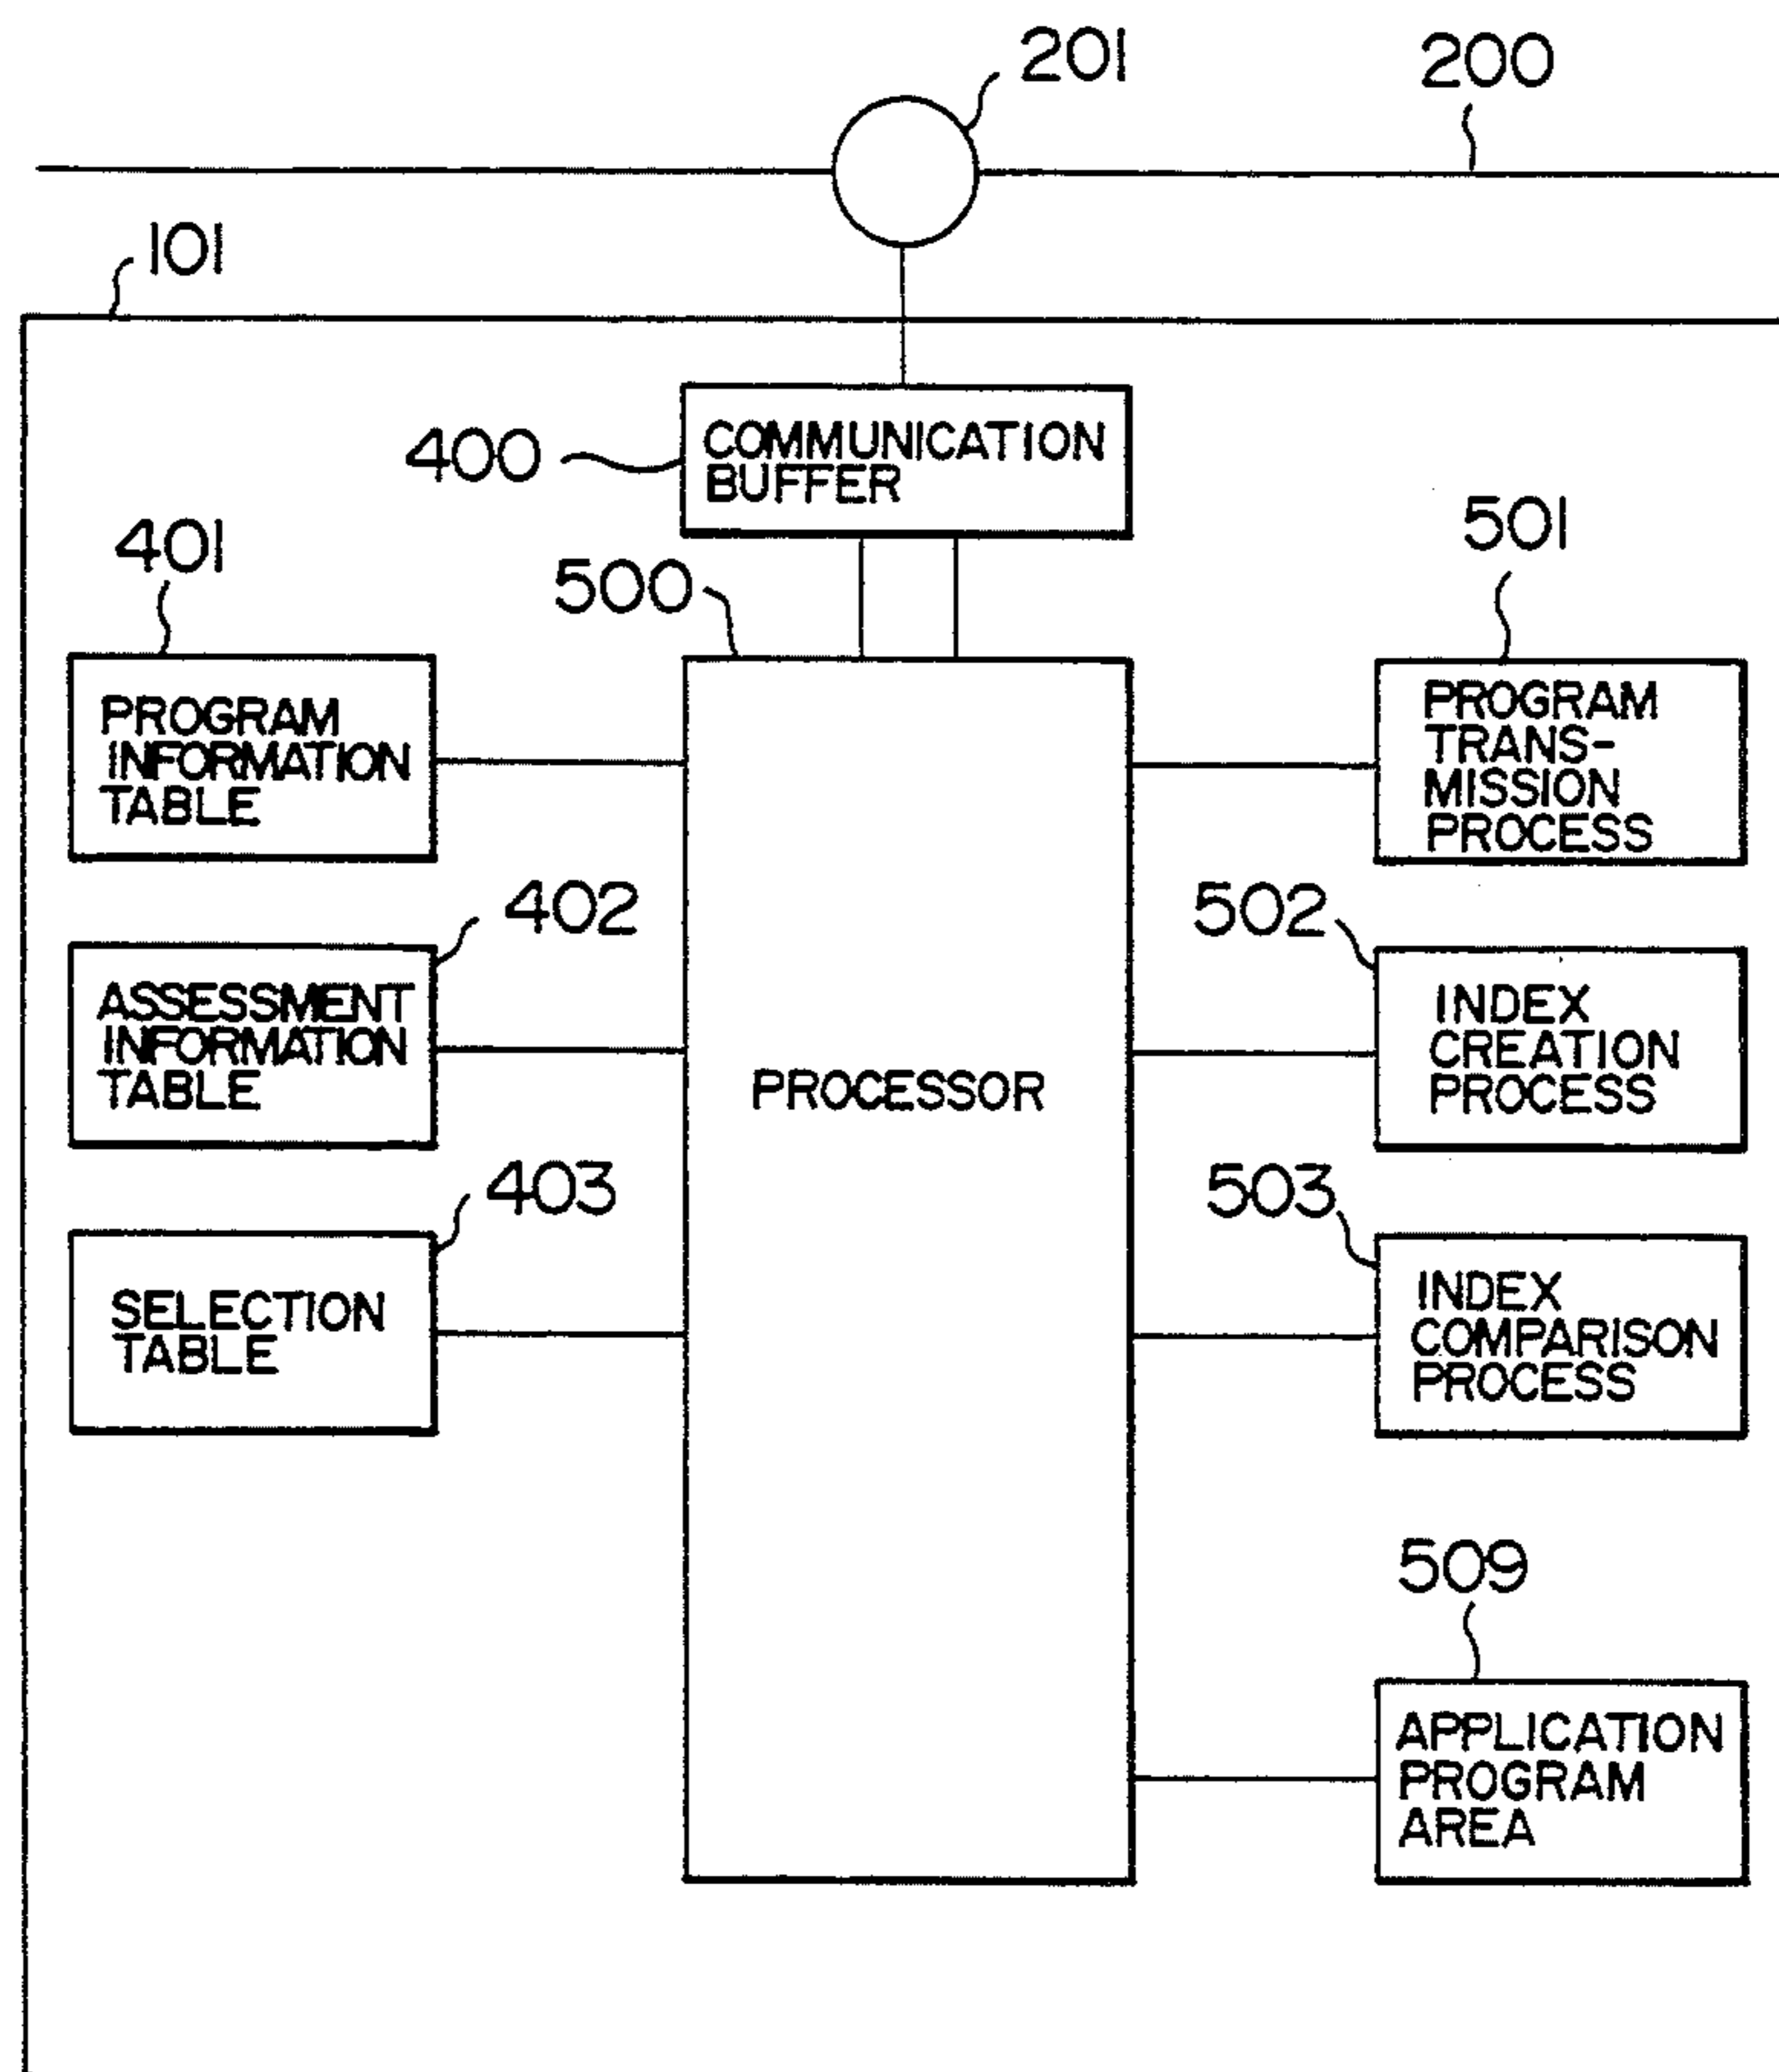 201
200
101
400
COMMUNICATION
BUFFER
401
500
501
PROGRAM
INFORMATION
TABLE
PROGRAM
TRANS-
MISSION
PROCESS
402
502
ASSESSMENT
INFORMATION
TABLE
PROCESSOR
INDEX
CREATION
PROCESS
403
503
SELECTION
TABLE
INDEX
COMPARISON
PROCESS
509
APPLICATION
PROGRAM
AREA